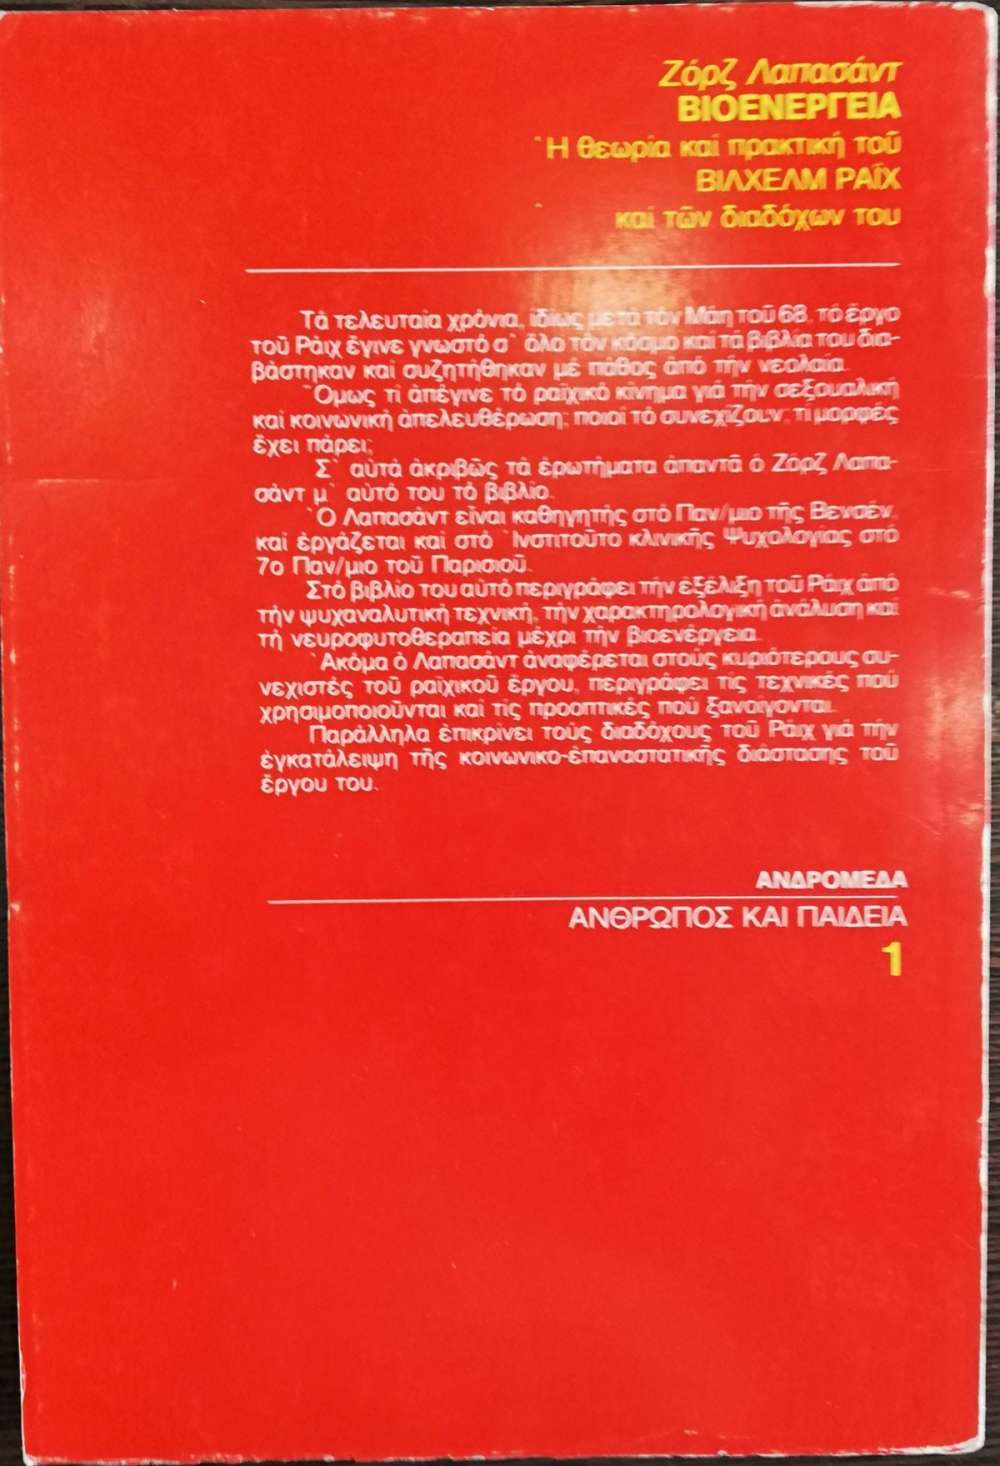 Ζόρζ Λαπασάντ
ΒΙΟΕΝΕΡΓΕΙΑ
Ἡ θεωρία καί πρακτική τοῦ
ΒΙΛΧΕΛΜ ΡΑΪΧ
καί τῶν διαδόχων του
Τά τελευταῖα χρόνια, ἰδίως μετά τόν Μάη τοῦ 68, τό ἔργο
τοῦ Ράιχ ἔγινε γνωστό σ᾽ ὅλο τόν κόσμο καί τά βιβλία του δια-
βάστηκαν καί συζητήθηκαν μέ πάθος ἀπό τήν νεολαία.
Ὅμως τί ἀπέγινε τό ραϊχικό κίνημα γιά τήν σεξουαλική
καί κοινωνική ἀπελευθέρωση; ποιοί τό συνεχίζουν; τί μορφές
ἔχει πάρει;
Σ᾽ αὐτά ἀκριβῶς τά ἐρωτήματα ἀπαντᾶ ὁ Ζόρζ Λαπα-
σάντ μ᾽ αὐτό του τό βιβλίο.
Ὁ Λαπασάντ εἶναι καθηγητής στό Παν/μιο τῆς Βενσέν,
καί ἐργάζεται καί στό Ἰνστιτοῦτο κλινικῆς Ψυχολογίας στό
7ο Παν/μιο τοῦ Παρισιοῦ.
Στό βιβλίο του αὐτό περιγράφει τήν ἐξέλιξη τοῦ Ράιχ ἀπό
τήν ψυχαναλυτική τεχνική, τήν χαρακτηρολογική ἀνάλυση καί
τή νευροφυτοθεραπεία μέχρι τήν βιοενέργεια.
Ἀκόμα ὁ Λαπασάντ ἀναφέρεται στούς κυριότερους συ-
νεχιστές τοῦ ραϊχικοῦ ἔργου, περιγράφει τίς τεχνικές πού
χρησιμοποιοῦνται καί τίς προοπτικές πού ξανοίγονται.
Παράλληλα ἐπικρίνει τούς διαδόχους τοῦ Ράιχ γιά τήν
ἐγκατάλειψη τῆς κοινωνικο-ἐπαναστατικῆς διάστασης τοῦ
ἔργου του.
ΑΝΔΡΟΜΕΔΑ
ΑΝΘΡΩΠΟΣ ΚΑΙ ΠΑΙΔΕΙΑ
1